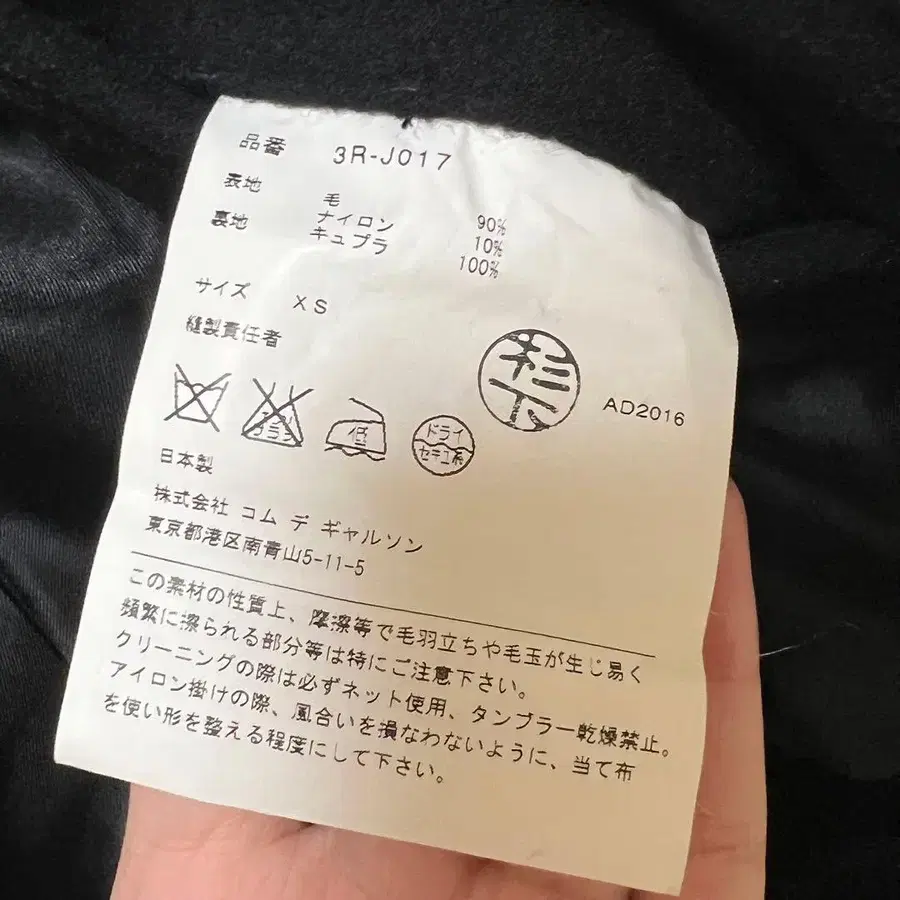 品番 3R-J017
表地 毛 90%
ナイロン 10%
裏地 キュプラ 100%
サイズ XS
縫製責任者
杉下
AD2016
エンソ
フラフ
低
ドライ
セキユ系
日本製
株式会社 コム デ ギャルソン
東京都港区南青山5-11-5
この素材の性質上、摩擦等で毛羽立ちや毛玉が生じ易く
頻繁に擦られる部分等は特にご注意下さい。
クリーニングの際は必ずネット使用、タンブラー乾燥禁止。
アイロン掛けの際、風合いを損なわないように、当て布
を使い形を整える程度にして下さい。